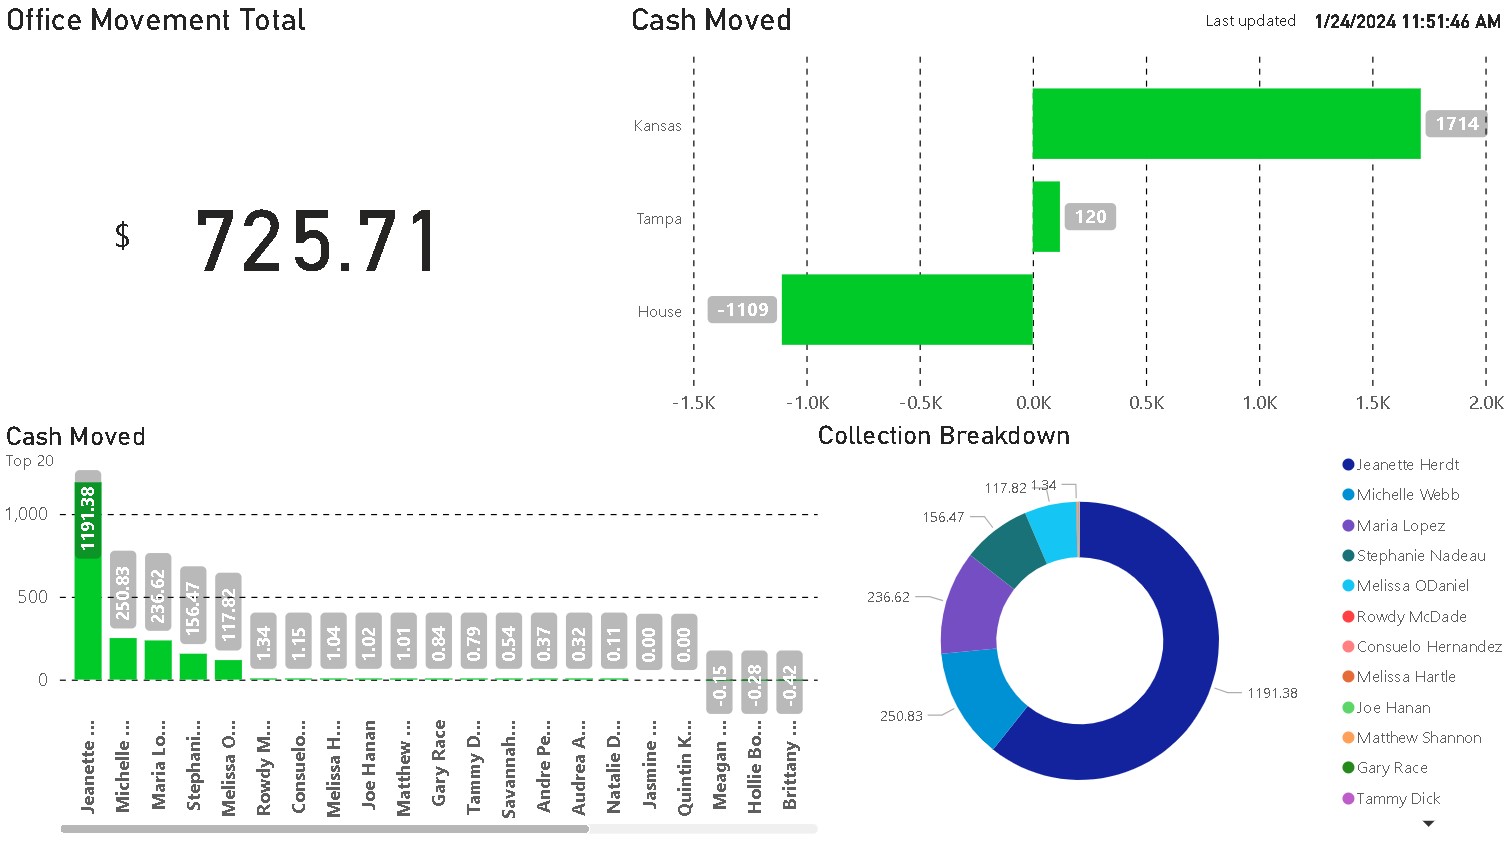 Office Movement Total
$ 725.71
Cash Moved
Last updated 1/24/2024 11:51:46 AM
Kansas
1714
Tampa
120
House
-1109
-1.5K -1.0K -0.5K 0.0K 0.5K 1.0K 1.5K 2.0K
Cash Moved
Top 20
1,000
500
0
1191.38
250.83
236.62
156.47
117.82
1.34
1.15
1.04
1.02
1.01
0.84
0.79
0.54
0.37
0.32
0.11
0.00
0.00
-0.15
-0.28
-0.42
Jeanette ...
Michelle ...
Maria Lo...
Stephani...
Melissa O...
Rowdy M...
Consuelo...
Melissa H...
Joe Hanan
Matthew ...
Gary Race
Tammy D...
Savannah...
Andre Pe...
Audrea A...
Natalie D...
Jasmine ...
Quintin K...
Meagan ...
Hollie Bo...
Brittany ...
Collection Breakdown
117.82 1.34
156.47
236.62
250.83
1191.38
Jeanette Herdt
Michelle Webb
Maria Lopez
Stephanie Nadeau
Melissa ODaniel
Rowdy McDade
Consuelo Hernandez
Melissa Hartle
Joe Hanan
Matthew Shannon
Gary Race
Tammy Dick